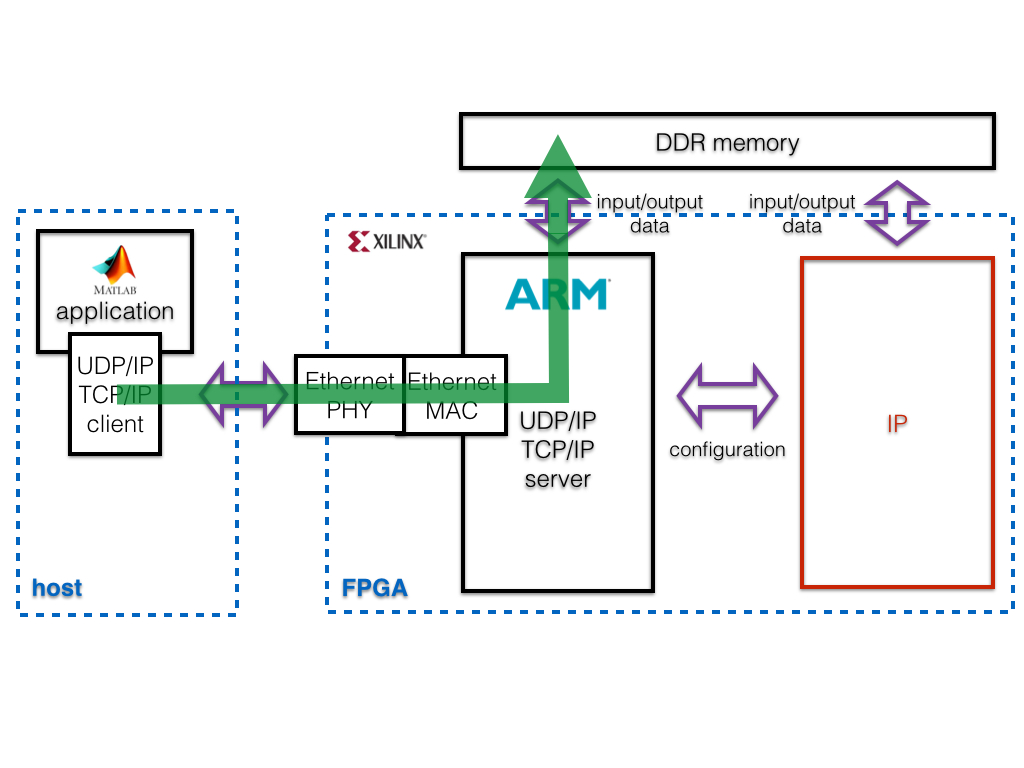 DDR memory
input/output
data
input/output
data
XILINX
MATLAB
application
ARM
UDP/IP
TCP/IP
client
Ethernet
PHY
Ethernet
MAC
UDP/IP
TCP/IP
server
configuration
IP
host
FPGA